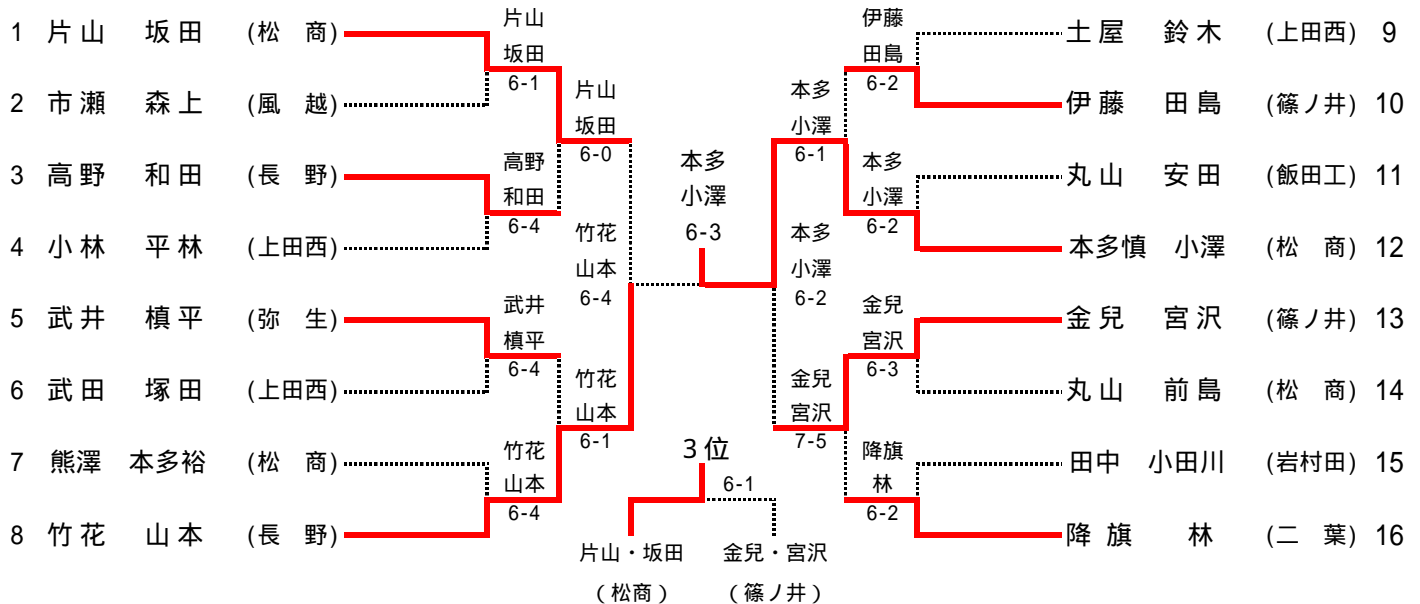 1 片山 坂田 (松 商)
2 市瀬 森上 (風 越)
3 高野 和田 (長 野)
4 小林 平林 (上田西)
5 武井 槙平 (弥 生)
6 武田 塚田 (上田西)
7 熊澤 本多裕 (松 商)
8 竹花 山本 (長 野)
片山
坂田
6-1
高野
和田
6-4
武井
槙平
6-4
竹花
山本
6-4
片山
坂田
6-0
竹花
山本
6-1
竹花
山本
6-4
本多
小澤
6-3
本多
小澤
6-2
本多
小澤
6-1
金兒
宮沢
7-5
伊藤
田島
6-2
本多
小澤
6-2
金兒
宮沢
6-3
降旗
林
6-2
土屋 鈴木 (上田西) 9
伊藤 田島 (篠ノ井) 10
丸山 安田 (飯田工) 11
本多慎 小澤 (松 商) 12
金兒 宮沢 (篠ノ井) 13
丸山 前島 (松 商) 14
田中 小田川 (岩村田) 15
降旗 林 (二 葉) 16
3位
6-1
片山・坂田 金兒・宮沢
(松商) (篠ノ井)